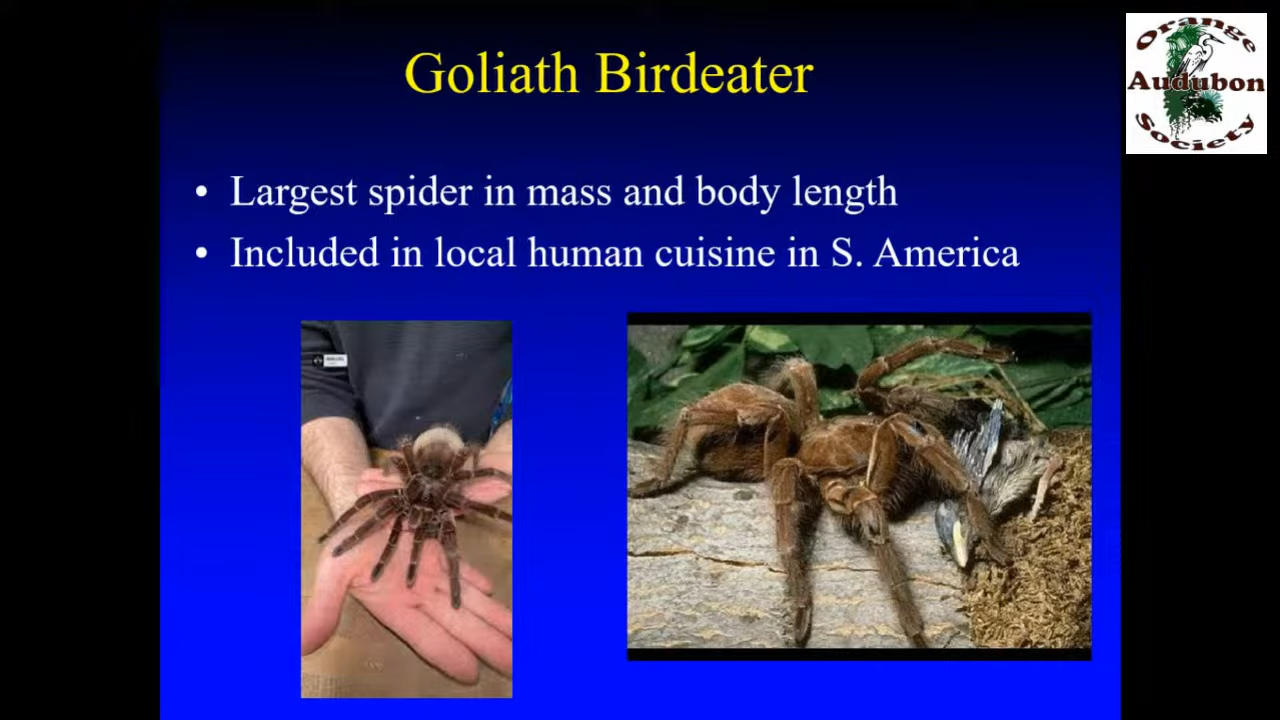 Goliath Birdeater
Orange
Audubon
Society
• Largest spider in mass and body length
• Included in local human cuisine in S. America